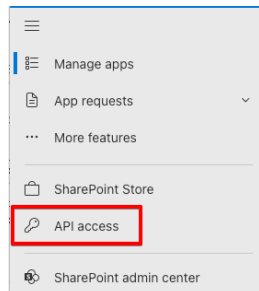 Manage apps
App requests
More features
SharePoint Store
API access
SharePoint admin center